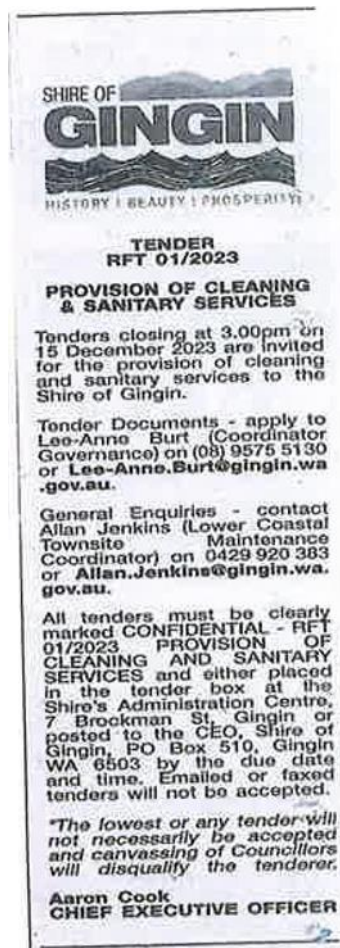 SHIRE OF
GINGIN
HISTORY | BEAUTY | PROSPERITY
TENDER
RFT 01/2023
PROVISION OF CLEANING
& SANITARY SERVICES
Tenders closing at 3.00pm on
15 December 2023 are invited
for the provision of cleaning
and sanitary services to the
Shire of Gingin.
Tender Documents - apply to
Lee-Anne Burt (Coordinator
Governance) on (08) 9575 5130
or Lee-Anne.Burt@gingin.wa
.gov.au.
General Enquiries - contact
Allan Jenkins (Lower Coastal
Townsite Maintenance
Coordinator) on 0429 920 383
or Allan.Jenkins@gingin.wa.
gov.au.
All tenders must be clearly
marked CONFIDENTIAL - RFT
01/2023 PROVISION OF
CLEANING AND SANITARY
SERVICES and either placed
in the tender box at the
Shire's Administration Centre,
7 Brockman St, Gingin or
posted to the CEO, Shire of
Gingin, PO Box 510, Gingin
WA 6503 by the due date
and time. Emailed or faxed
tenders will not be accepted.
"The lowest or any tender will
not necessarily be accepted
and canvassing of Councillors
will disqualify the tenderer.
Aaron Cook
CHIEF EXECUTIVE OFFICER